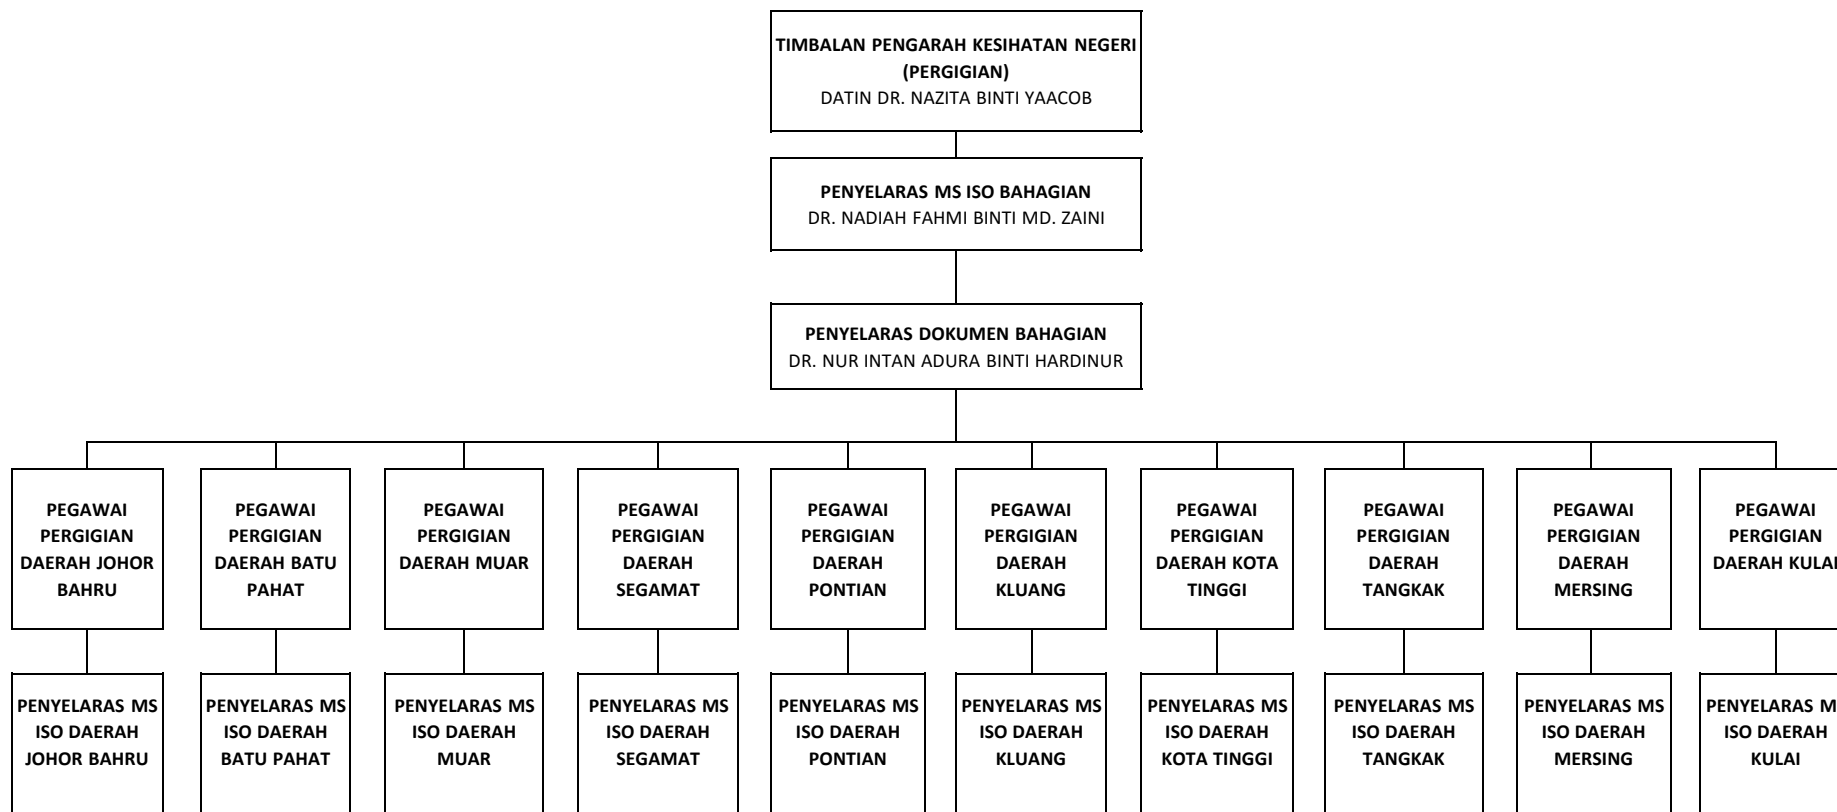 TIMBALAN PENGARAH KESIHATAN NEGERI
(PERGIGIAN)
DATIN DR. NAZITA BINTI YAACOB
PENYELARAS MS ISO BAHAGIAN
DR. NADIAH FAHMI BINTI MD. ZAINI
PENYELARAS DOKUMEN BAHAGIAN
DR. NUR INTAN ADURA BINTI HARDINUR
PEGAWAI
PERGIGIAN
DAERAH JOHOR
BAHRU
PEGAWAI
PERGIGIAN
DAERAH BATU
PAHAT
PEGAWAI
PERGIGIAN
DAERAH MUAR
PEGAWAI
PERGIGIAN
DAERAH
SEGAMAT
PEGAWAI
PERGIGIAN
DAERAH
PONTIAN
PEGAWAI
PERGIGIAN
DAERAH
KLUANG
PEGAWAI
PERGIGIAN
DAERAH KOTA
TINGGI
PEGAWAI
PERGIGIAN
DAERAH
TANGKAK
PEGAWAI
PERGIGIAN
DAERAH
MERSING
PEGAWAI
PERGIGIAN
DAERAH KULAI
PENYELARAS MS
ISO DAERAH
JOHOR BAHRU
PENYELARAS MS
ISO DAERAH
BATU PAHAT
PENYELARAS MS
ISO DAERAH
MUAR
PENYELARAS MS
ISO DAERAH
SEGAMAT
PENYELARAS MS
ISO DAERAH
PONTIAN
PENYELARAS MS
ISO DAERAH
KLUANG
PENYELARAS MS
ISO DAERAH
KOTA TINGGI
PENYELARAS MS
ISO DAERAH
TANGKAK
PENYELARAS MS
ISO DAERAH
MERSING
PENYELARAS M
ISO DAERAH
KULAI